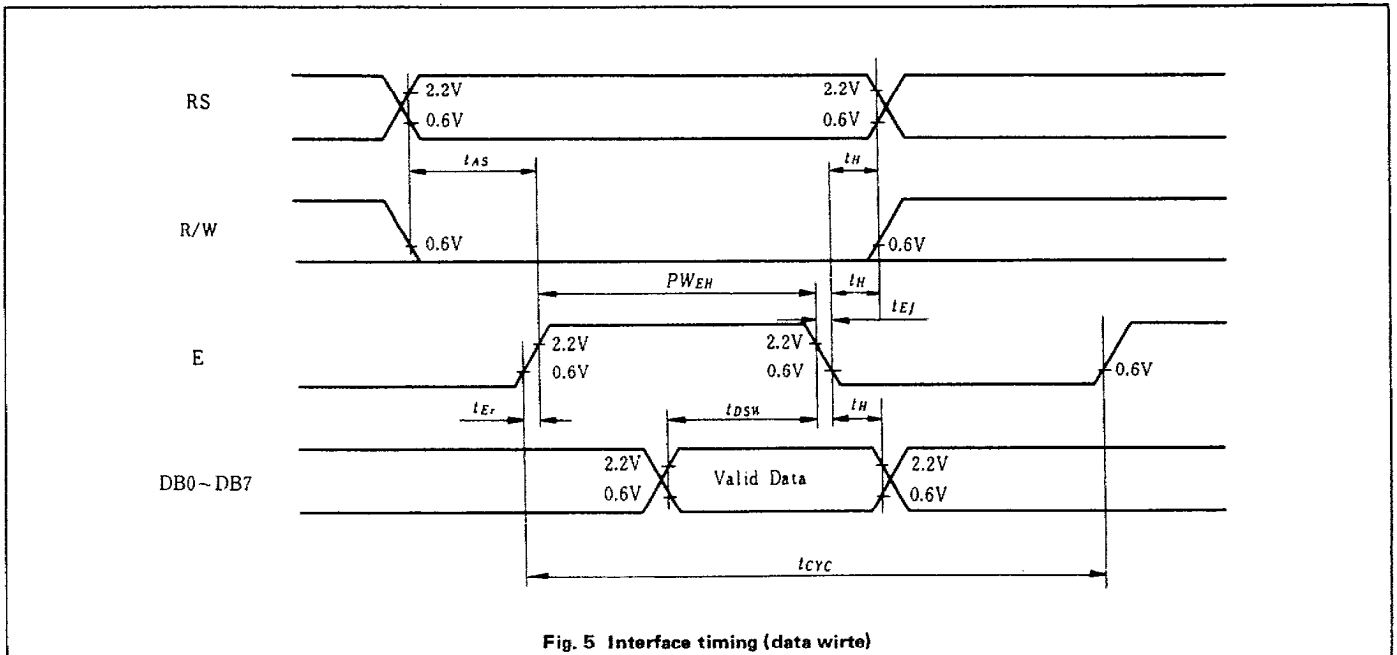 RS
2.2V
2.2V
0.6V
0.6V
tAS
tH
R/W
0.6V
0.6V
PWEH
tH
tEf
E
2.2V
2.2V
0.6V
0.6V
0.6V
tEr
tDSW
tH
DB0~DB7
2.2V
Valid Data
2.2V
0.6V
0.6V
tCYC
Fig. 5 Interface timing (data wirte)